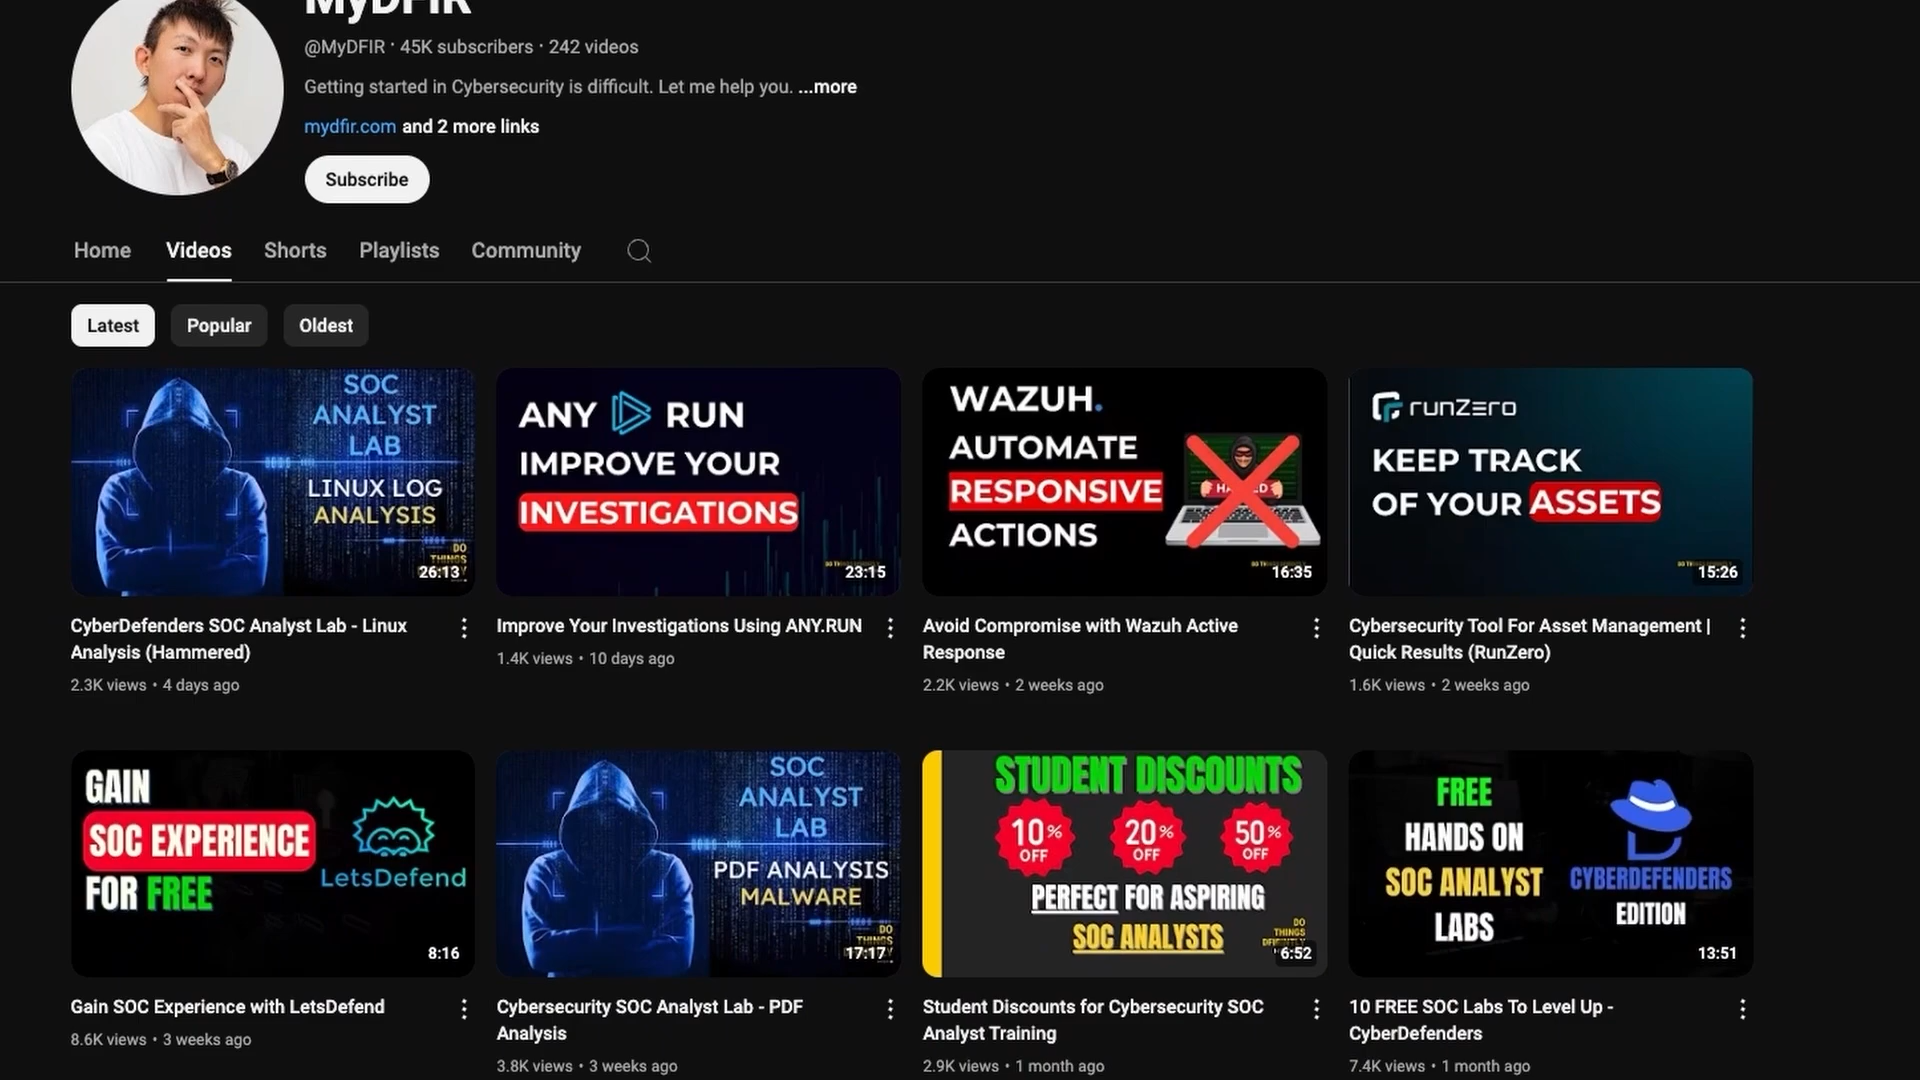 MyDFIR
@MyDFIR · 45K subscribers · 242 videos
Getting started in Cybersecurity is difficult. Let me help you. ...more
mydfir.com and 2 more links
Subscribe
Home Videos Shorts Playlists Community
Latest Popular Oldest
SOC
ANALYST
LAB
LINUX LOG
ANALYSIS
DO
THINGS
26:13
ANY RUN
IMPROVE YOUR
INVESTIGATIONS
23:15
WAZUH.
AUTOMATE
RESPONSIVE
ACTIONS
16:35
runZero
KEEP TRACK
OF YOUR ASSETS
15:26
CyberDefenders SOC Analyst Lab - Linux
Analysis (Hammered)
2.3K views • 4 days ago
Improve Your Investigations Using ANY.RUN
1.4K views • 10 days ago
Avoid Compromise with Wazuh Active
Response
2.2K views • 2 weeks ago
Cybersecurity Tool For Asset Management |
Quick Results (RunZero)
1.6K views • 2 weeks ago
GAIN
SOC EXPERIENCE
FOR FREE
LetsDefend
8:16
SOC
ANALYST
LAB
PDF ANALYSIS
MALWARE
DO
THINGS
17:17
STUDENT DISCOUNTS
10% OFF 20% OFF 50% OFF
PERFECT FOR ASPIRING
SOC ANALYSTS
DO
THINGS
6:52
FREE
HANDS ON
SOC ANALYST
LABS
CYBERDEFENDERS
EDITION
13:51
Gain SOC Experience with LetsDefend
8.6K views • 3 weeks ago
Cybersecurity SOC Analyst Lab - PDF
Analysis
3.8K views • 3 weeks ago
Student Discounts for Cybersecurity SOC
Analyst Training
2.9K views • 1 month ago
10 FREE SOC Labs To Level Up -
CyberDefenders
7.4K views • 1 month ago